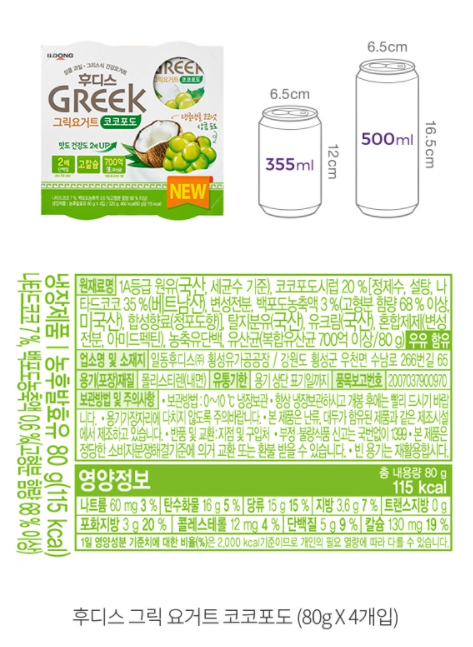 ILDONG
후디스
GREEK
그릭요거트 코코포도
맛도 건강도 2배 UP
2배
고칼슘
700억
NEW
6.5cm
6.5cm
355ml
12cm
500ml
16.5cm
냉장제품 | 농후발효유 80 g(115 kcal)
나타드코코 7 %, 백포도농축액 0.6 %(고형분 함량 68 % 이상)
원재료명 1A등급 원유(국산, 세균수 기준), 코코포도시럽 20 %[정제수, 설탕, 나
타드코코 35 %(베트남산), 변성전분, 백포도농축액 3 %(고형분 함량 68 % 이상,
미국산), 합성향료(청포도향)], 탈지분유(국산), 유크림(국산), 혼합제제(변성
전분, 아미드펙틴), 농축유단백, 유산균(복합유산균 700억 이상/80 g) 우유 함유
업소명 및 소재지 일동후디스㈜ 횡성유가공공장 / 강원도 횡성군 우천면 수남로 266번길 65
용기(포장)재질 폴리스티렌(내면) 유통기한 용기 상단 표기일까지 품목보고번호 2007037900970
보관방법 및 주의사항 • 보관방법 : 0~10 ℃ 냉장보관 • 항상 냉장보관하시고 개봉 후에는 빨리 드시기 바랍
니다. • 용기가장자리에 다치지 않도록 주의바랍니다. • 본 제품은 난류, 대두가 함유된 제품과 같은 제조시설
에서 제조하고 있습니다. • 반품 및 교환 : 지점 및 구입처 • 부정·불량식품 신고는 국번없이 1399 • 본 제품은
정당한 소비자분쟁해결기준에 의거 교환 또는 환불 받을 수 있습니다. • 빈 용기는 재활용합시다.
영양정보
총 내용량 80 g
115 kcal
나트륨 60 mg 3 % | 탄수화물 16 g 5 % | 당류 15 g 15 % | 지방 3.6 g 7 % | 트랜스지방 0 g
포화지방 3 g 20 % | 콜레스테롤 12 mg 4 % | 단백질 5 g 9 % | 칼슘 130 mg 19 %
1일 영양성분 기준치에 대한 비율(%)은 2,000 kcal 기준이므로 개인의 필요 열량에 따라 다를 수 있습니다.
후디스 그릭 요거트 코코포도 (80g X 4개입)